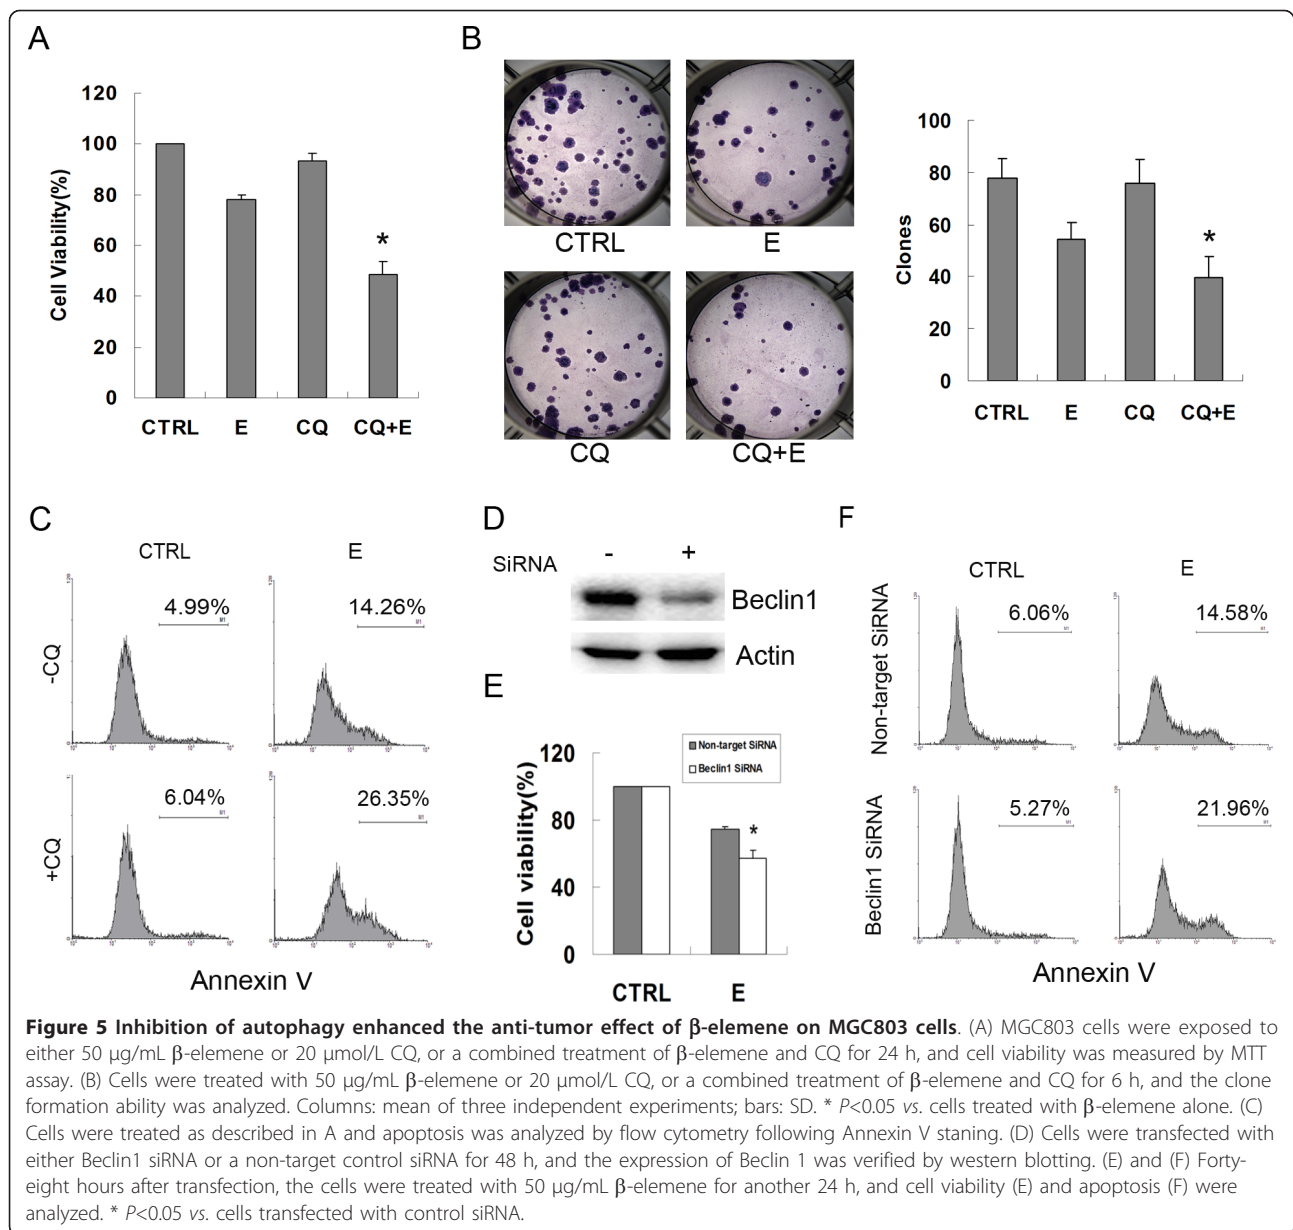 A
120
100
80
60
40
20
0
Cell Viability(%)
*
CTRL E CQ CQ+E
B
CTRL E
CQ CQ+E
100
80
60
40
20
0
Clones
*
CTRL E CQ CQ+E
C
CTRL E
-CQ
4.99% 14.26%
M1 M1
+CQ
6.04% 26.35%
M1 M1
Annexin V
D
SiRNA - +
Beclin1
Actin
E
120
80
40
0
Cell viability(%)
Non-target SiRNA
Beclin1 SiRNA
*
CTRL E
F
CTRL E
Non-target SiRNA
6.06% 14.58%
M1 M1
Beclin1 SiRNA
5.27% 21.96%
M1 M1
Annexin V
Figure 5 Inhibition of autophagy enhanced the anti-tumor effect of β-elemene on MGC803 cells. (A) MGC803 cells were exposed to
either 50 μg/mL β-elemene or 20 μmol/L CQ, or a combined treatment of β-elemene and CQ for 24 h, and cell viability was measured by MTT
assay. (B) Cells were treated with 50 μg/mL β-elemene or 20 μmol/L CQ, or a combined treatment of β-elemene and CQ for 6 h, and the clone
formation ability was analyzed. Columns: mean of three independent experiments; bars: SD. * P<0.05 vs. cells treated with β-elemene alone. (C)
Cells were treated as described in A and apoptosis was analyzed by flow cytometry following Annexin V staning. (D) Cells were transfected with
either Beclin1 siRNA or a non-target control siRNA for 48 h, and the expression of Beclin 1 was verified by western blotting. (E) and (F) Forty-
eight hours after transfection, the cells were treated with 50 μg/mL β-elemene for another 24 h, and cell viability (E) and apoptosis (F) were
analyzed. * P<0.05 vs. cells transfected with control siRNA.